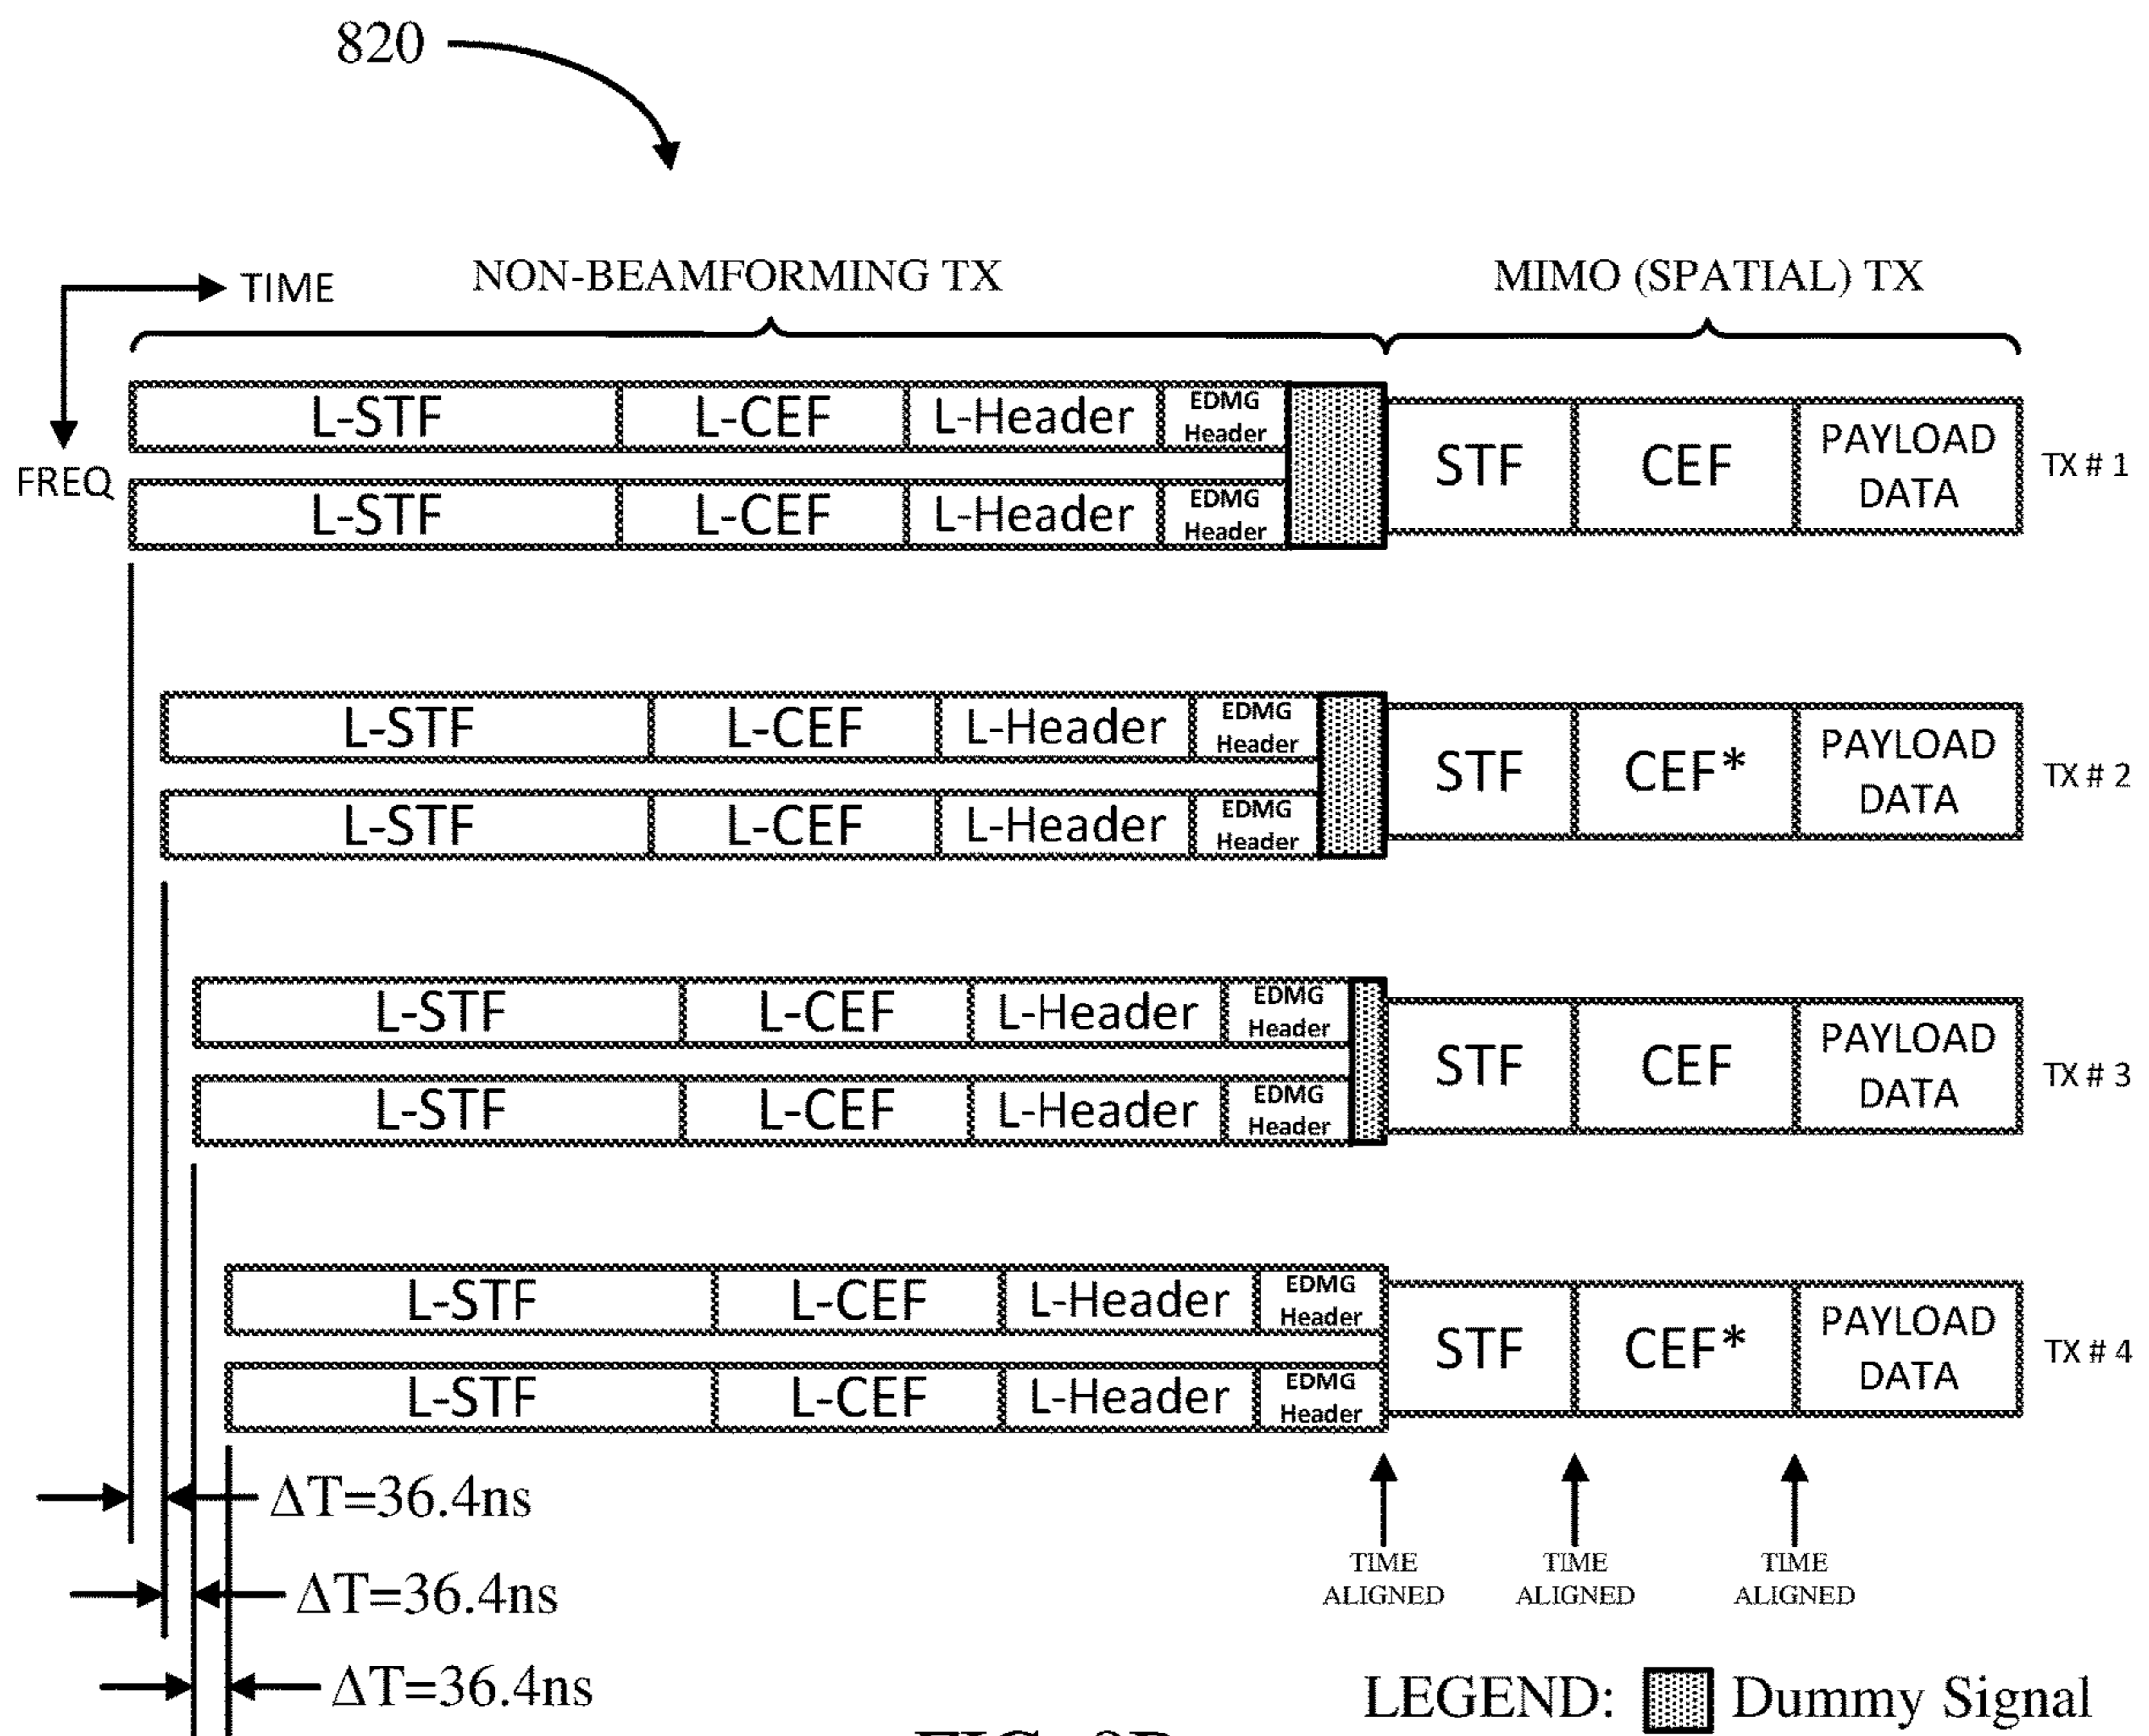 820
TIME
NON-BEAMFORMING TX
MIMO (SPATIAL) TX
FREQ
L-STF L-CEF L-Header EDMG Header
L-STF L-CEF L-Header EDMG Header
STF CEF PAYLOAD DATA TX # 1
L-STF L-CEF L-Header EDMG Header
L-STF L-CEF L-Header EDMG Header
STF CEF* PAYLOAD DATA TX # 2
L-STF L-CEF L-Header EDMG Header
L-STF L-CEF L-Header EDMG Header
STF CEF PAYLOAD DATA TX # 3
L-STF L-CEF L-Header EDMG Header
L-STF L-CEF L-Header EDMG Header
STF CEF* PAYLOAD DATA TX # 4
ΔT=36.4ns
ΔT=36.4ns
ΔT=36.4ns
TIME ALIGNED
TIME ALIGNED
TIME ALIGNED
LEGEND: Dummy Signal